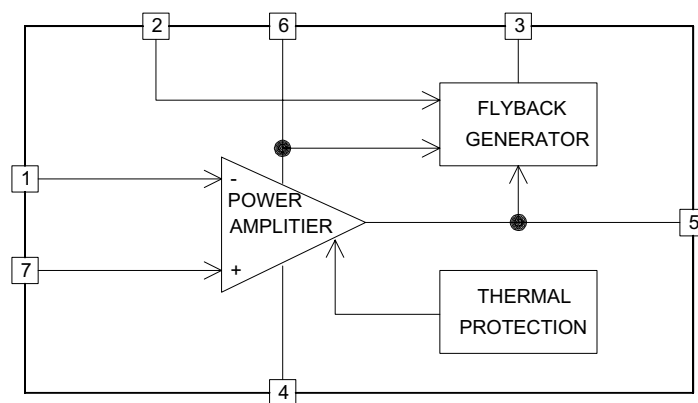 2
6
3
FLYBACK
GENERATOR
1
-
POWER
AMPLITIER
5
7
+
THERMAL
PROTECTION
4